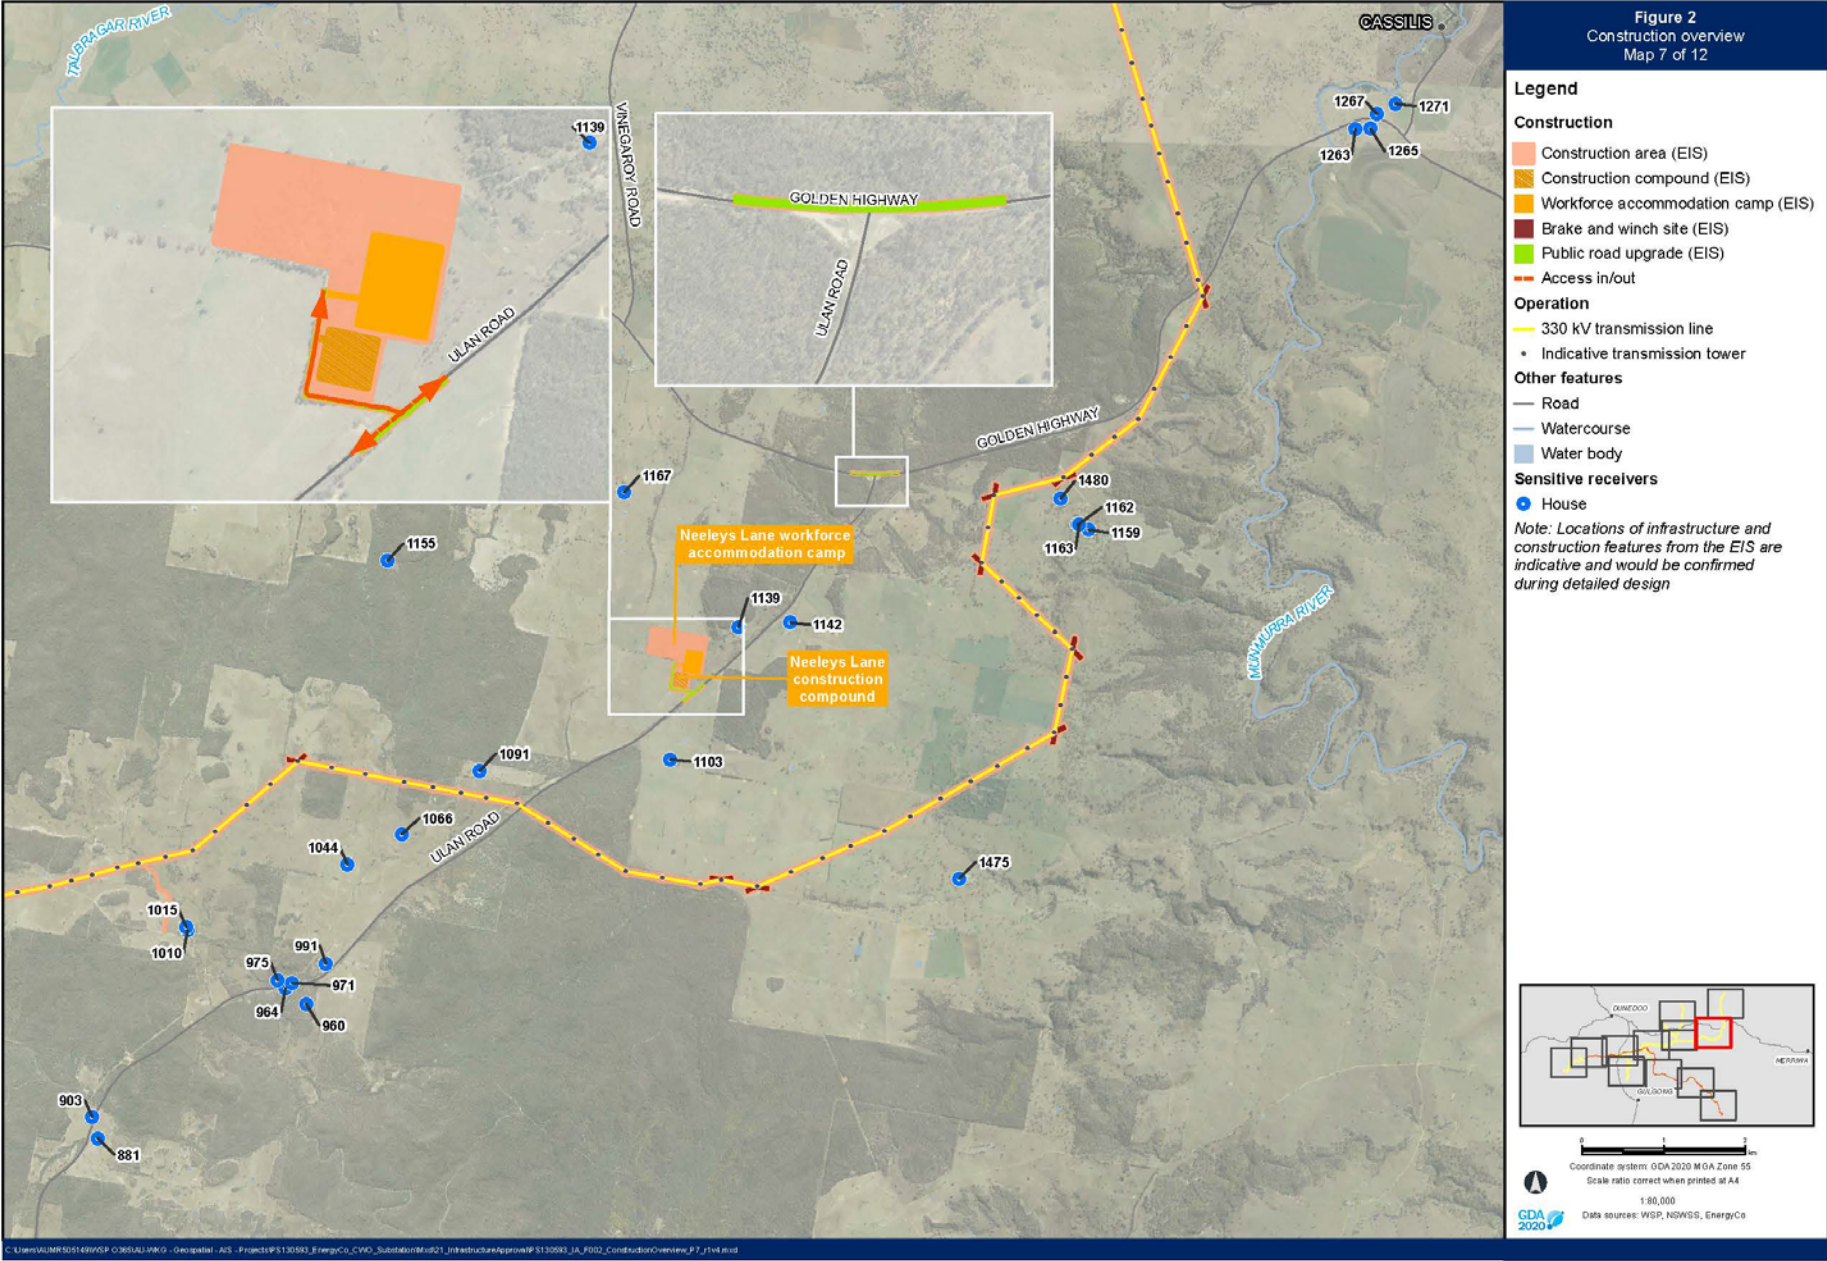 TALBRAGAR RIVER
CASSILIS
1267
1271
1263
1265
VINEGAROY ROAD
1139
GOLDEN HIGHWAY
ULAN ROAD
ULAN ROAD
GOLDEN HIGHWAY
1167
1480
1162
1159
1163
1155
Neeleys Lane workforce
accommodation camp
1139
1142
MUNMURRA RIVER
Neeleys Lane
construction
compound
1091
1103
1066
ULAN ROAD
1044
1475
1015
1010
991
975
971
964
960
903
881
Figure 2
Construction overview
Map 7 of 12
Legend
Construction
Construction area (EIS)
Construction compound (EIS)
Workforce accommodation camp (EIS)
Brake and winch site (EIS)
Public road upgrade (EIS)
Access in/out
Operation
330 kV transmission line
Indicative transmission tower
Other features
Road
Watercourse
Water body
Sensitive receivers
House
Note: Locations of infrastructure and
construction features from the EIS are
indicative and would be confirmed
during detailed design
DUNEDOO
MERRIWA
GULGONG
0 1 2
km
Coordinate system: GDA2020 MGA Zone 55
Scale ratio correct when printed at A4
1:80,000
GDA
2020
Data sources: WSP, NSWSS, EnergyCo